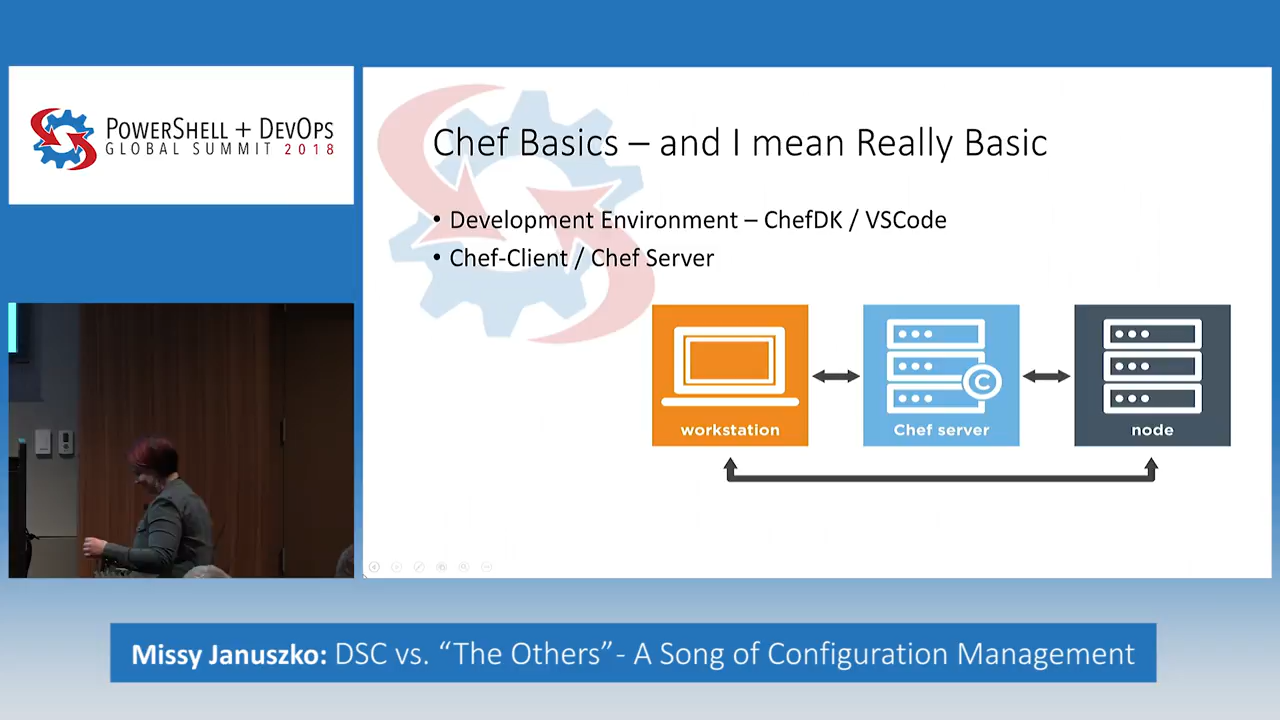 POWERSHELL + DEVOPS
GLOBAL SUMMIT 2018
Chef Basics – and I mean Really Basic
• Development Environment – ChefDK / VSCode
• Chef-Client / Chef Server
C
workstation
Chef server
node
Missy Januszko: DSC vs. “The Others”- A Song of Configuration Management